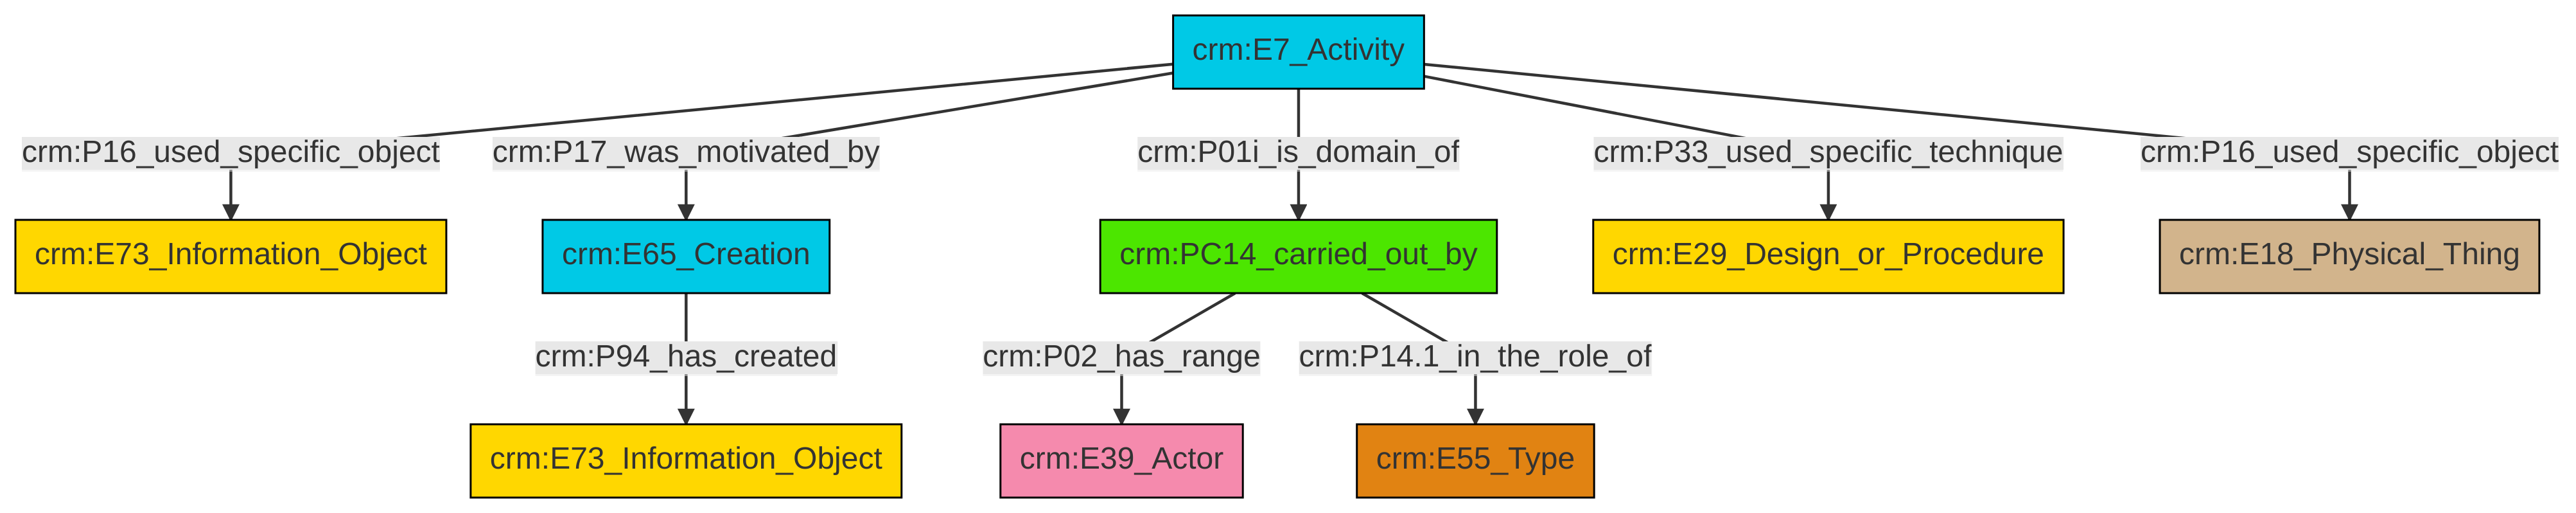 crm:E7_Activity
crm:P16_used_specific_object
crm:P17_was_motivated_by
crm:P01i_is_domain_of
crm:P33_used_specific_technique
crm:P16_used_specific_object
crm:E73_Information_Object
crm:E65_Creation
crm:PC14_carried_out_by
crm:E29_Design_or_Procedure
crm:E18_Physical_Thing
crm:P94_has_created
crm:P02_has_range
crm:P14.1_in_the_role_of
crm:E73_Information_Object
crm:E39_Actor
crm:E55_Type